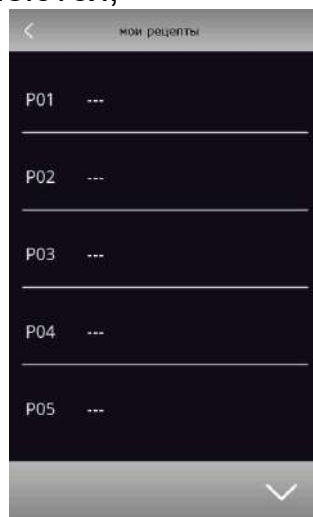 мои рецепты
P01 ---
P02 ---
P03 ---
P04 ---
P05 ---